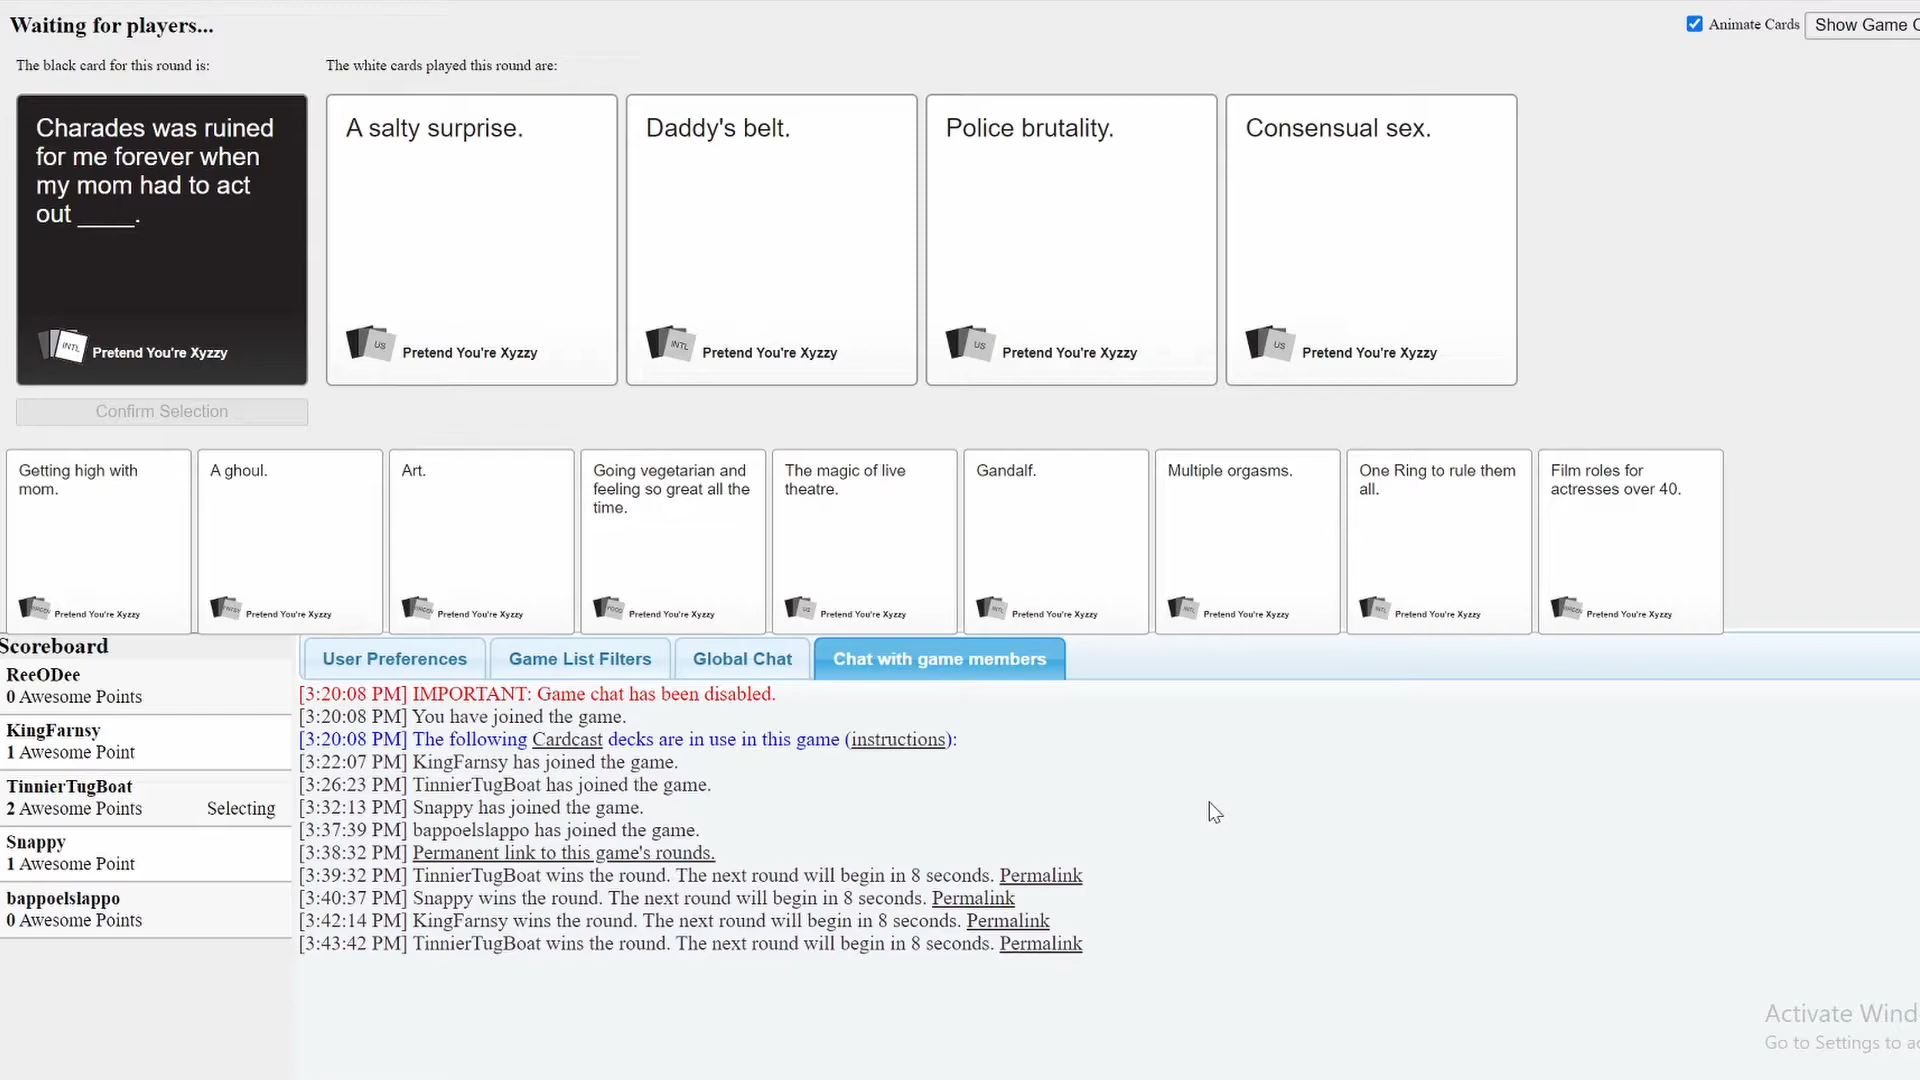 Waiting for players...
Animate Cards
Show Game C
The black card for this round is:
The white cards played this round are:
Charades was ruined
for me forever when
my mom had to act
out ____.
INTL
Pretend You're Xyzzy
A salty surprise.
US
Pretend You're Xyzzy
Daddy's belt.
INTL
Pretend You're Xyzzy
Police brutality.
US
Pretend You're Xyzzy
Consensual sex.
US
Pretend You're Xyzzy
Confirm Selection
Getting high with
mom.
Pretend You're Xyzzy
A ghoul.
Pretend You're Xyzzy
Art.
Pretend You're Xyzzy
Going vegetarian and
feeling so great all the
time.
FOOD
Pretend You're Xyzzy
The magic of live
theatre.
US
Pretend You're Xyzzy
Gandalf.
INTL
Pretend You're Xyzzy
Multiple orgasms.
INTL
Pretend You're Xyzzy
One Ring to rule them
all.
INTL
Pretend You're Xyzzy
Film roles for
actresses over 40.
Pretend You're Xyzzy
Scoreboard
ReeODee
0 Awesome Points
KingFarnsy
1 Awesome Point
TinnierTugBoat
2 Awesome Points Selecting
Snappy
1 Awesome Point
bappoelslappo
0 Awesome Points
User Preferences
Game List Filters
Global Chat
Chat with game members
[3:20:08 PM] IMPORTANT: Game chat has been disabled.
[3:20:08 PM] You have joined the game.
[3:20:08 PM] The following Cardcast decks are in use in this game (instructions):
[3:22:07 PM] KingFarnsy has joined the game.
[3:26:23 PM] TinnierTugBoat has joined the game.
[3:32:13 PM] Snappy has joined the game.
[3:37:39 PM] bappoelslappo has joined the game.
[3:38:32 PM] Permanent link to this game's rounds.
[3:39:32 PM] TinnierTugBoat wins the round. The next round will begin in 8 seconds. Permalink
[3:40:37 PM] Snappy wins the round. The next round will begin in 8 seconds. Permalink
[3:42:14 PM] KingFarnsy wins the round. The next round will begin in 8 seconds. Permalink
[3:43:42 PM] TinnierTugBoat wins the round. The next round will begin in 8 seconds. Permalink
Activate Wind
Go to Settings to ac